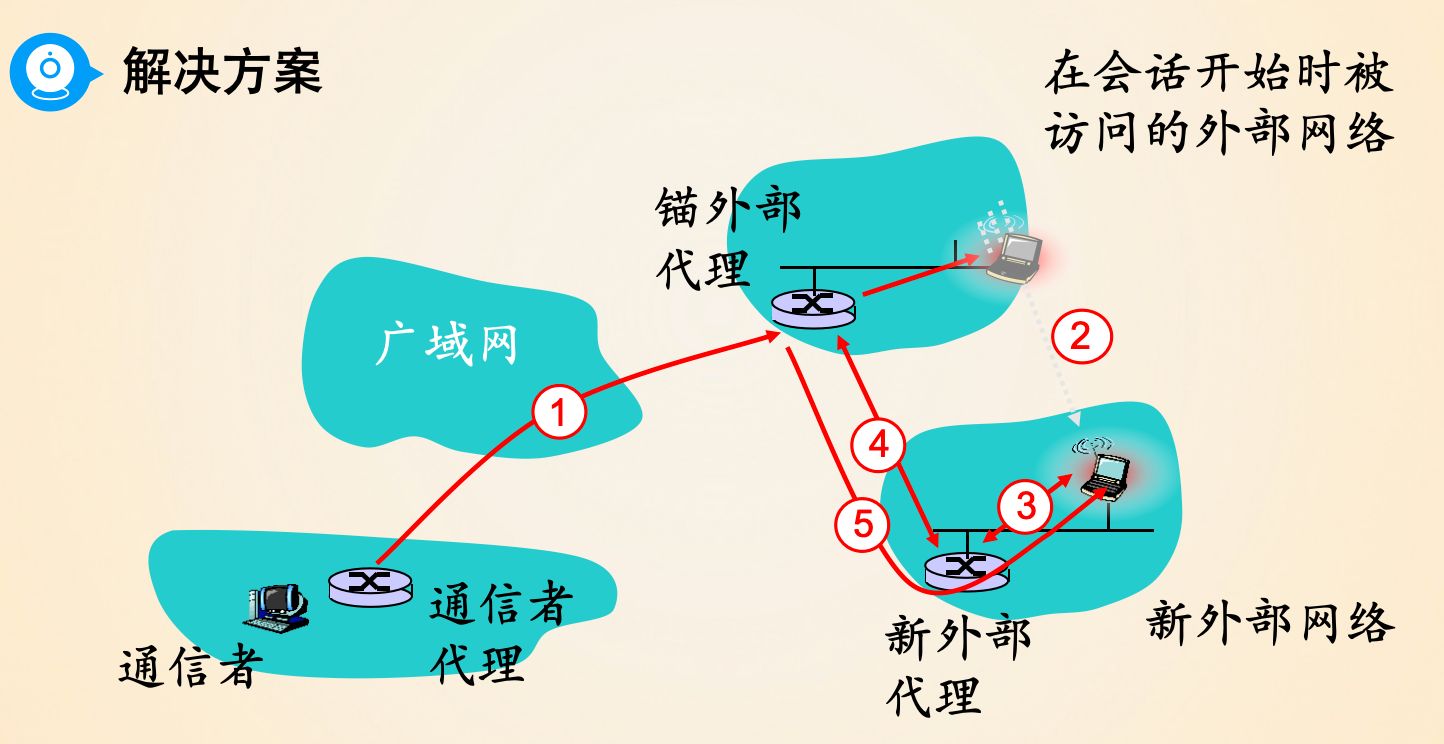 解决方案
在会话开始时被
访问的外部网络
锚外部
代理
广域网
②
①
④
③
⑤
通信者
代理
通信者
新外部
代理
新外部网络